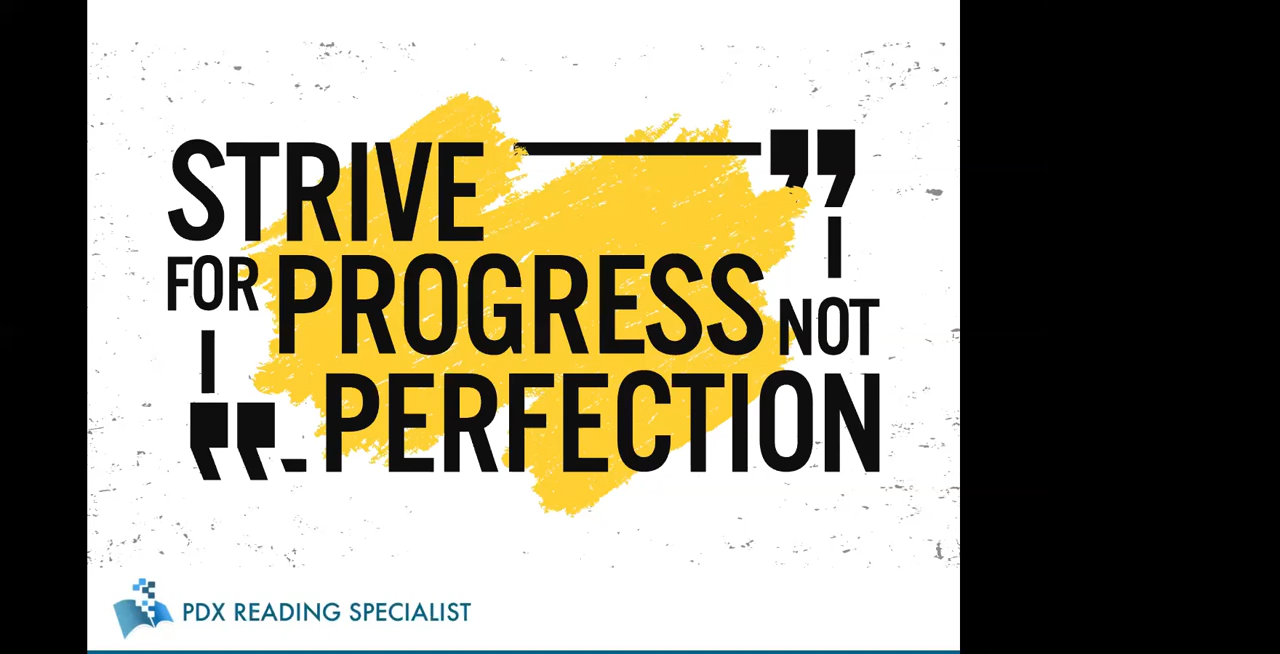 STRIVE
FOR PROGRESS NOT
PERFECTION
PDX READING SPECIALIST